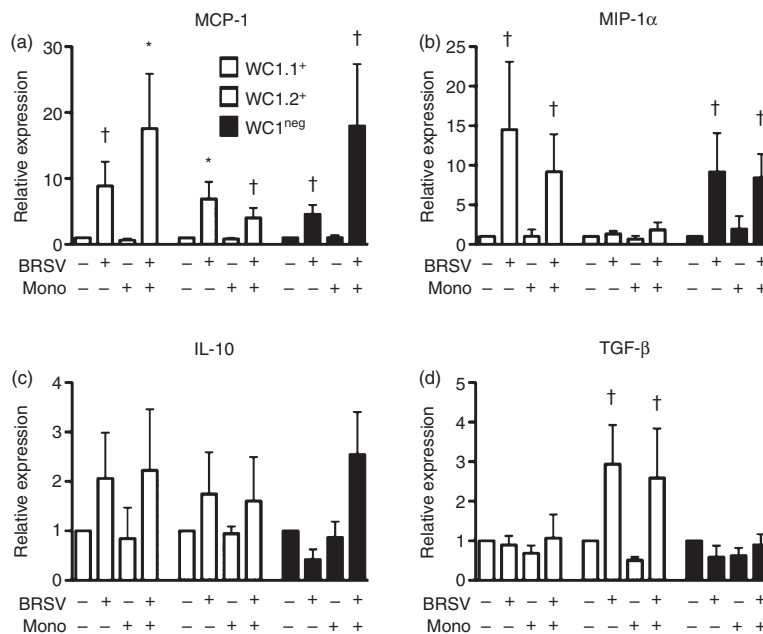 (a)
MCP-1
Relative expression
30
20
10
0
†
*
*
†
†
†
WC1.1⁺
WC1.2⁺
WC1ⁿᵉᵍ
BRSV – + – + – + – + – + – +
Mono – – + + – – + + – – + +
(b)
MIP-1α
Relative expression
25
20
15
10
5
0
†
†
†
†
BRSV – + – + – + – + – + – +
Mono – – + + – – + + – – + +
(c)
IL-10
Relative expression
4
3
2
1
0
BRSV – + – + – + – + – + – +
Mono – – + + – – + + – – + +
(d)
TGF-β
Relative expression
5
4
3
2
1
0
†
†
BRSV – + – + – + – + – + – +
Mono – – + + – – + + – – + +